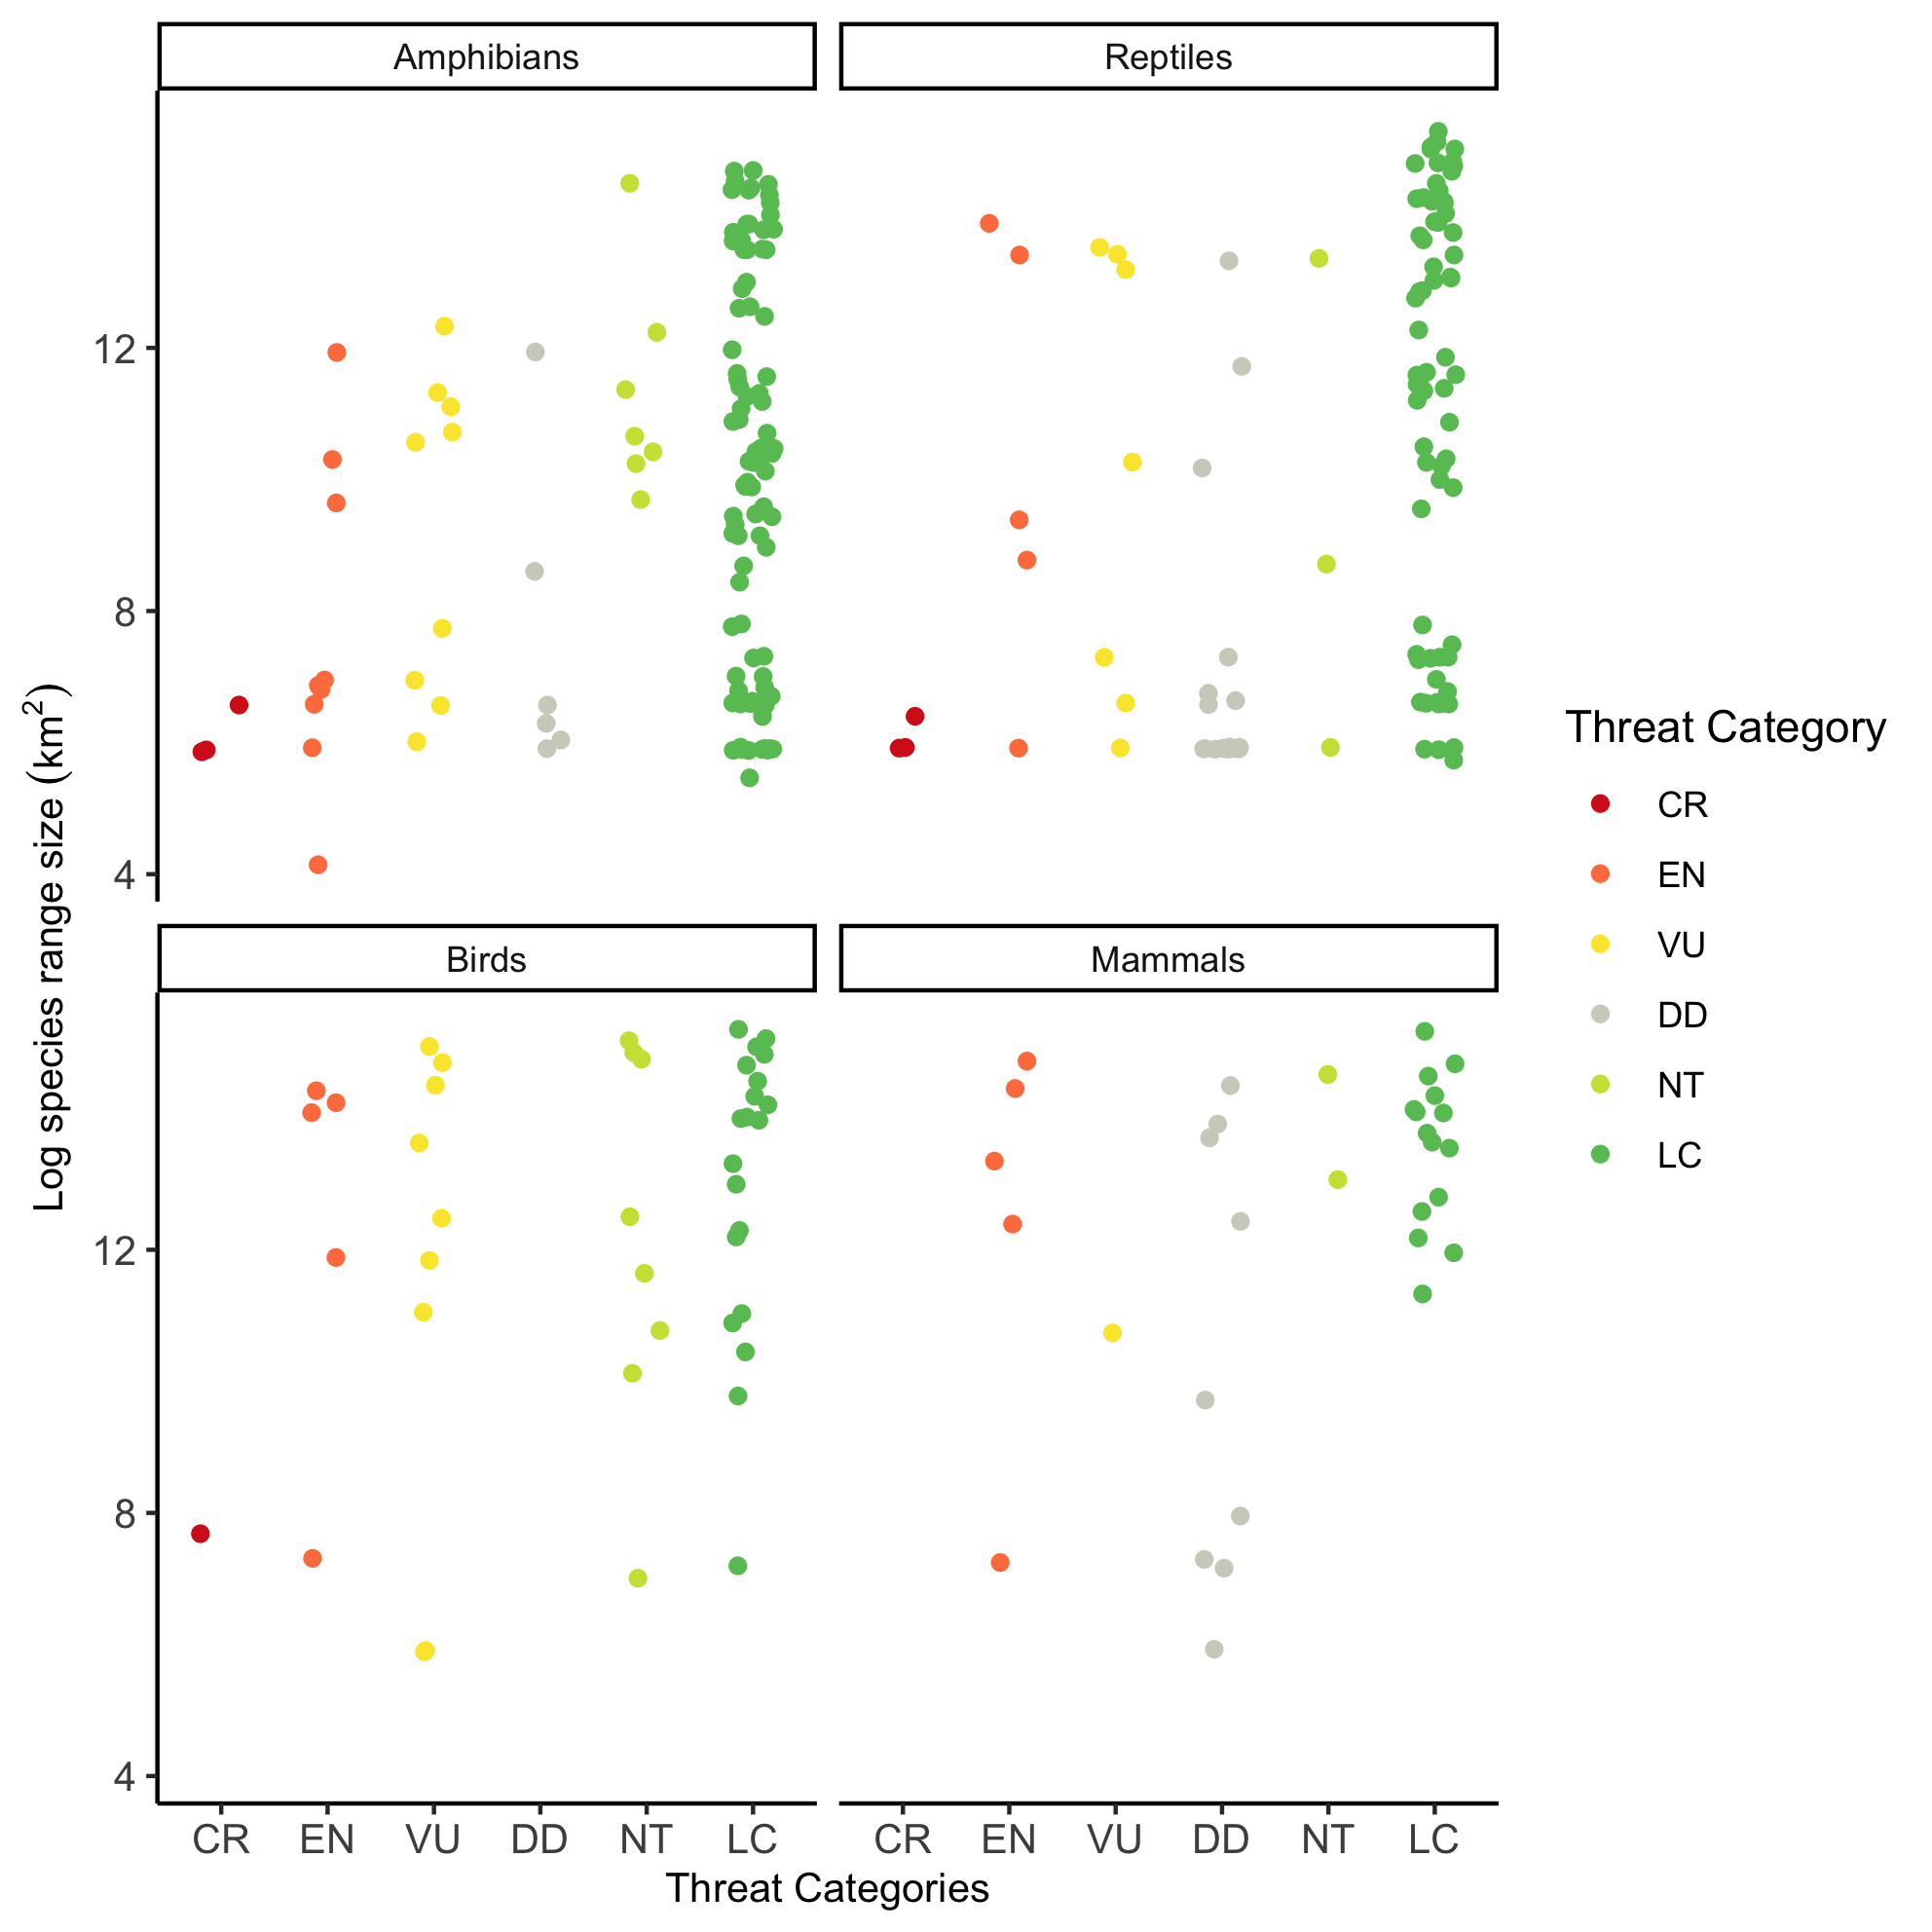 Amphibians
Reptiles
12
8
4
Birds
Mammals
12
8
4
Log species range size (km²)
CR EN VU DD NT LC
CR EN VU DD NT LC
Threat Categories
Threat Category
CR
EN
VU
DD
NT
LC